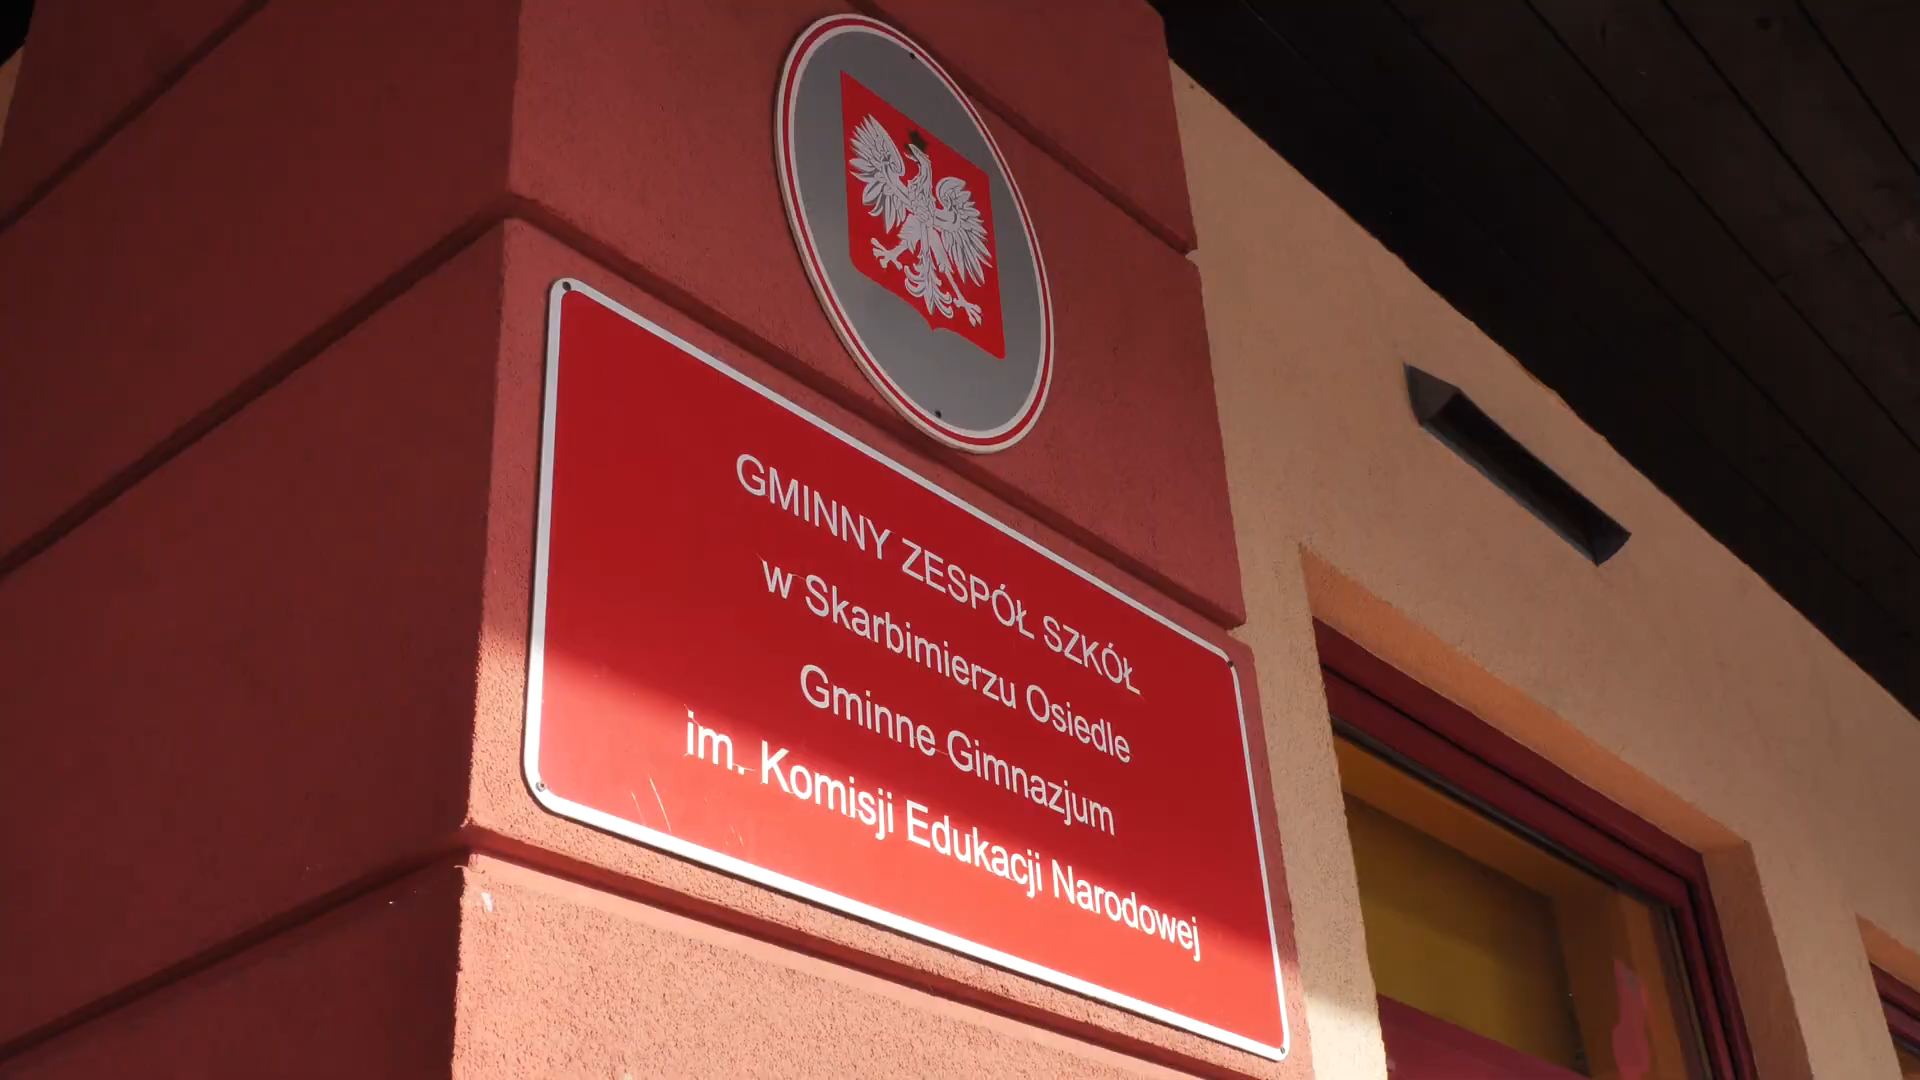 GMINNY ZESPÓŁ SZKÓŁ
w Skarbimierzu Osiedle
Gminne Gimnazjum
im. Komisji Edukacji Narodowej